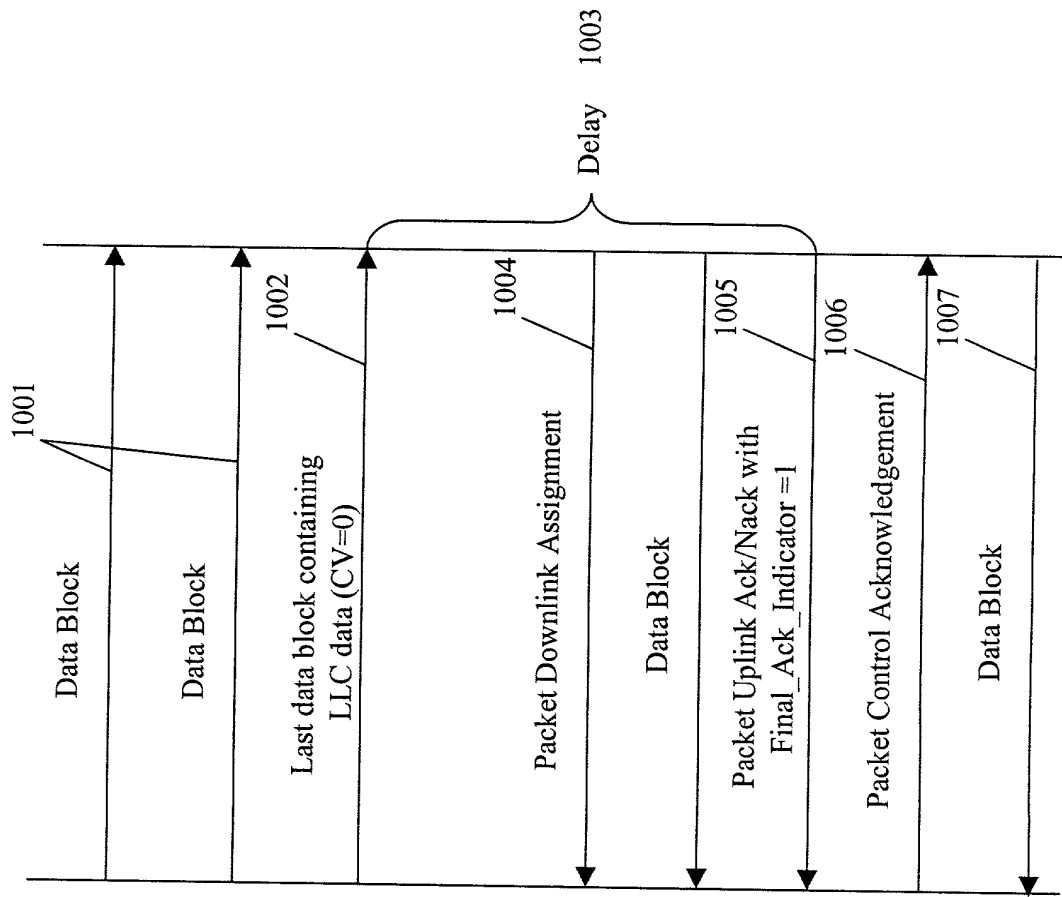 1001
Data Block
Data Block
1002
Last data block containing
LLC data (CV=0)
Delay 1003
1004
Packet Downlink Assignment
Data Block
1005
Packet Uplink Ack/Nack with
Final_Ack_Indicator =1
1006
Packet Control Acknowledgement
1007
Data Block